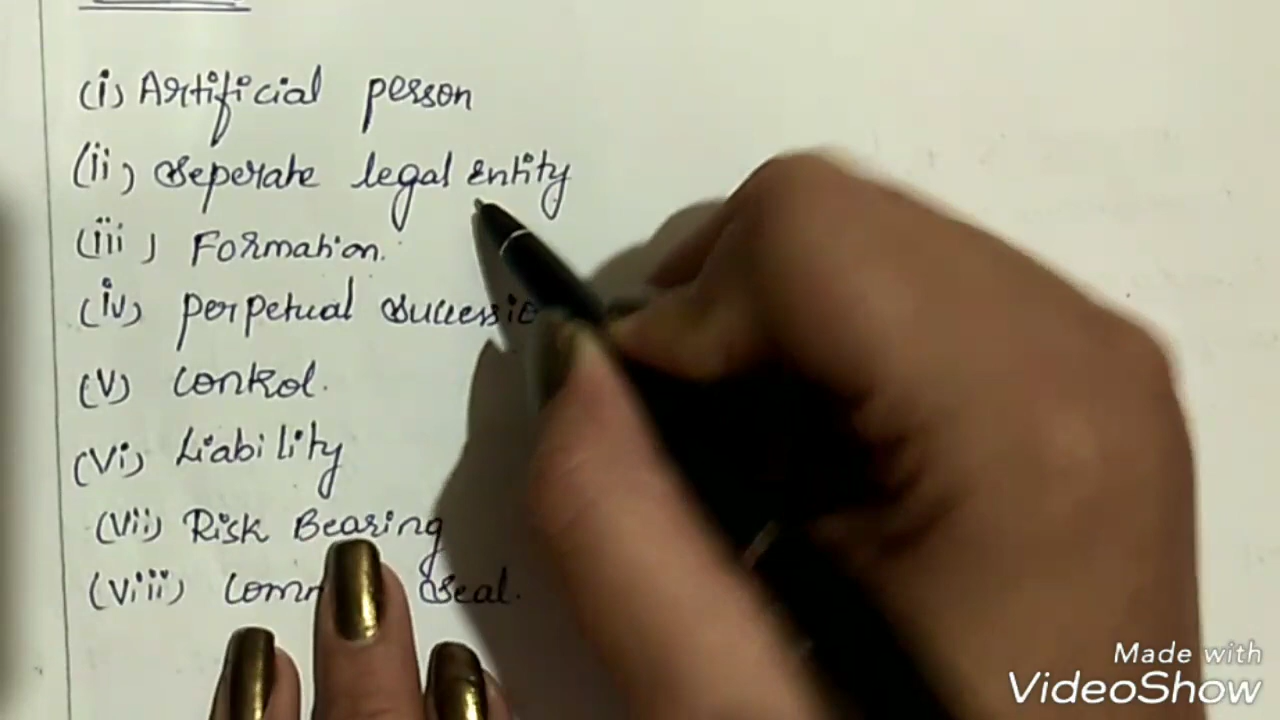 (i) Artificial person
(ii) Seperate legal entity
(iii) Formation.
(iv) perpetual
(v) control.
(vi) Liability
(vii) Risk Bearing
(viii) Seal.
Made with
VideoShow